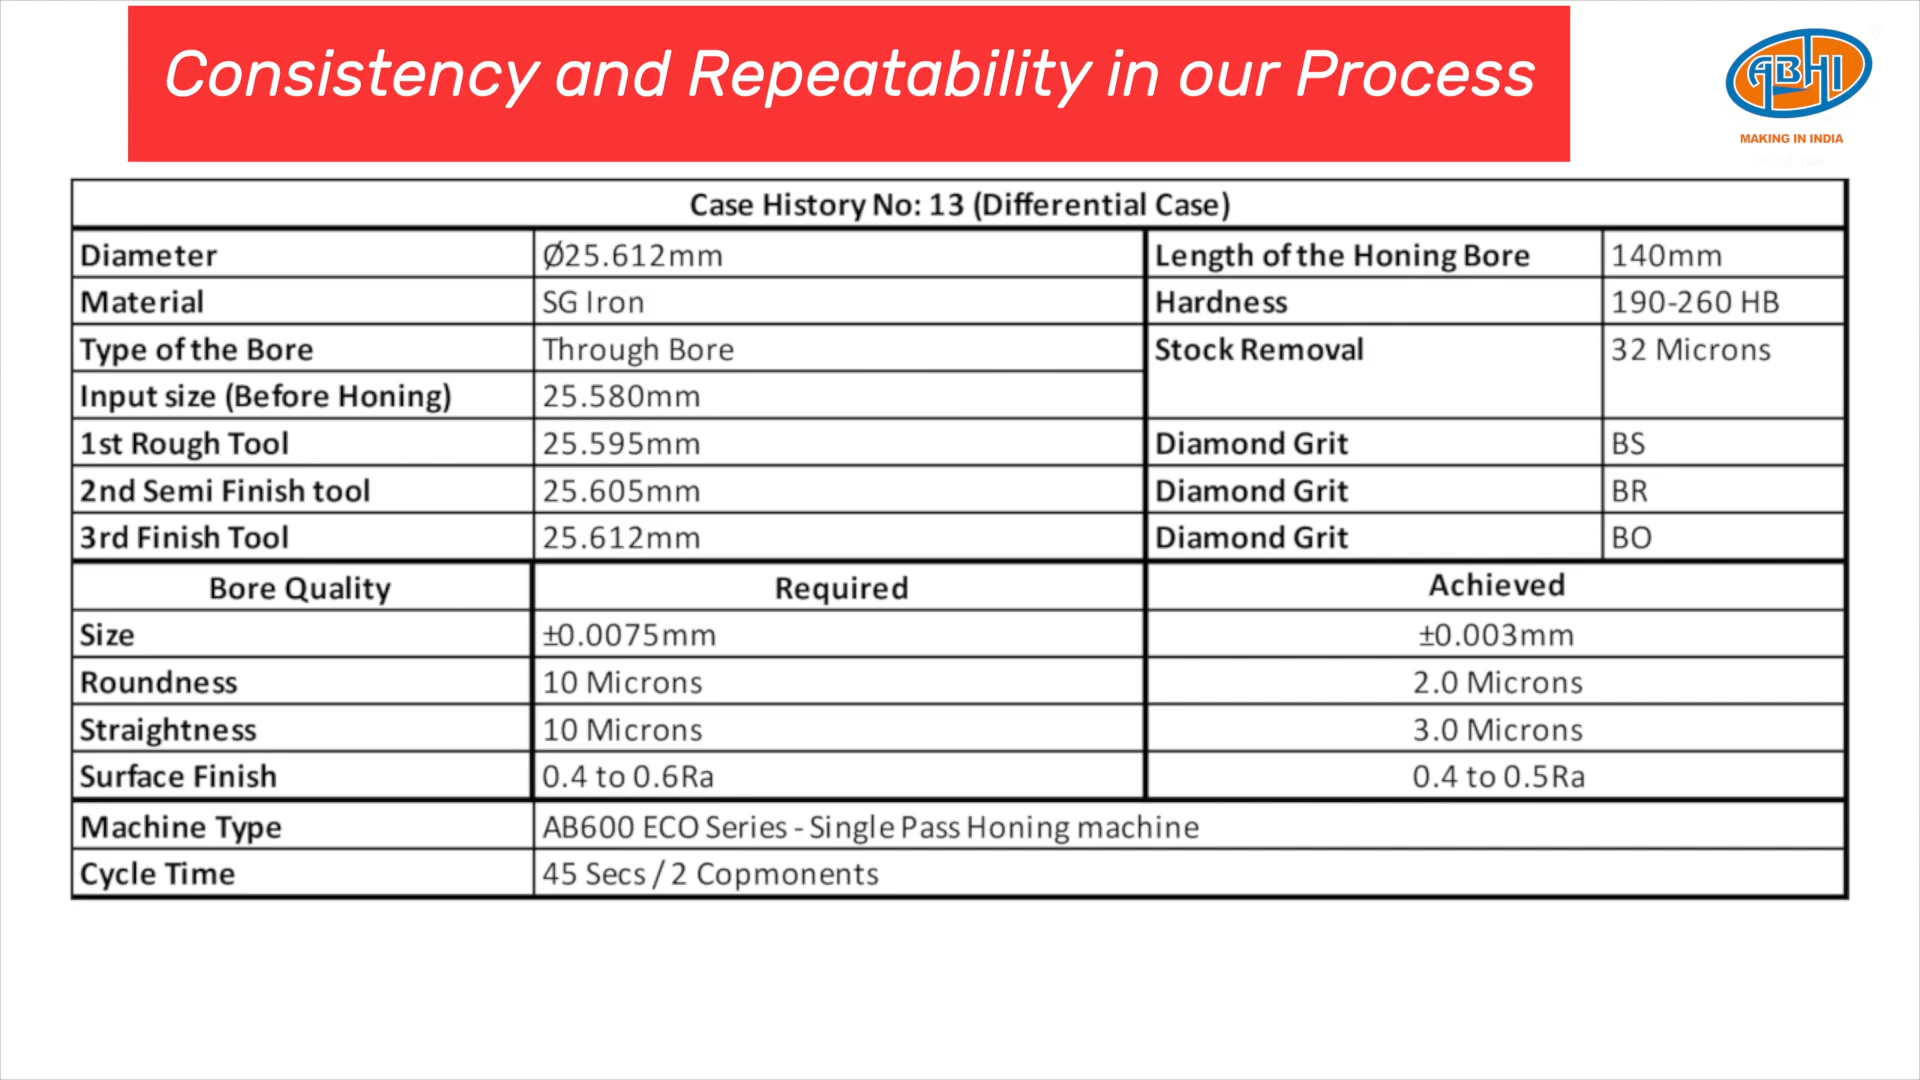 Consistency and Repeatability in our Process
ABHI
MAKING IN INDIA
Case History No: 13 (Differential Case)
Diameter Ø25.612mm Length of the Honing Bore 140mm
Material SG Iron Hardness 190-260 HB
Type of the Bore Through Bore Stock Removal 32 Microns
Input size (Before Honing) 25.580mm
1st Rough Tool 25.595mm Diamond Grit BS
2nd Semi Finish tool 25.605mm Diamond Grit BR
3rd Finish Tool 25.612mm Diamond Grit BO
Bore Quality Required Achieved
Size ±0.0075mm ±0.003mm
Roundness 10 Microns 2.0 Microns
Straightness 10 Microns 3.0 Microns
Surface Finish 0.4 to 0.6Ra 0.4 to 0.5Ra
Machine Type AB600 ECO Series - Single Pass Honing machine
Cycle Time 45 Secs / 2 Copmonents